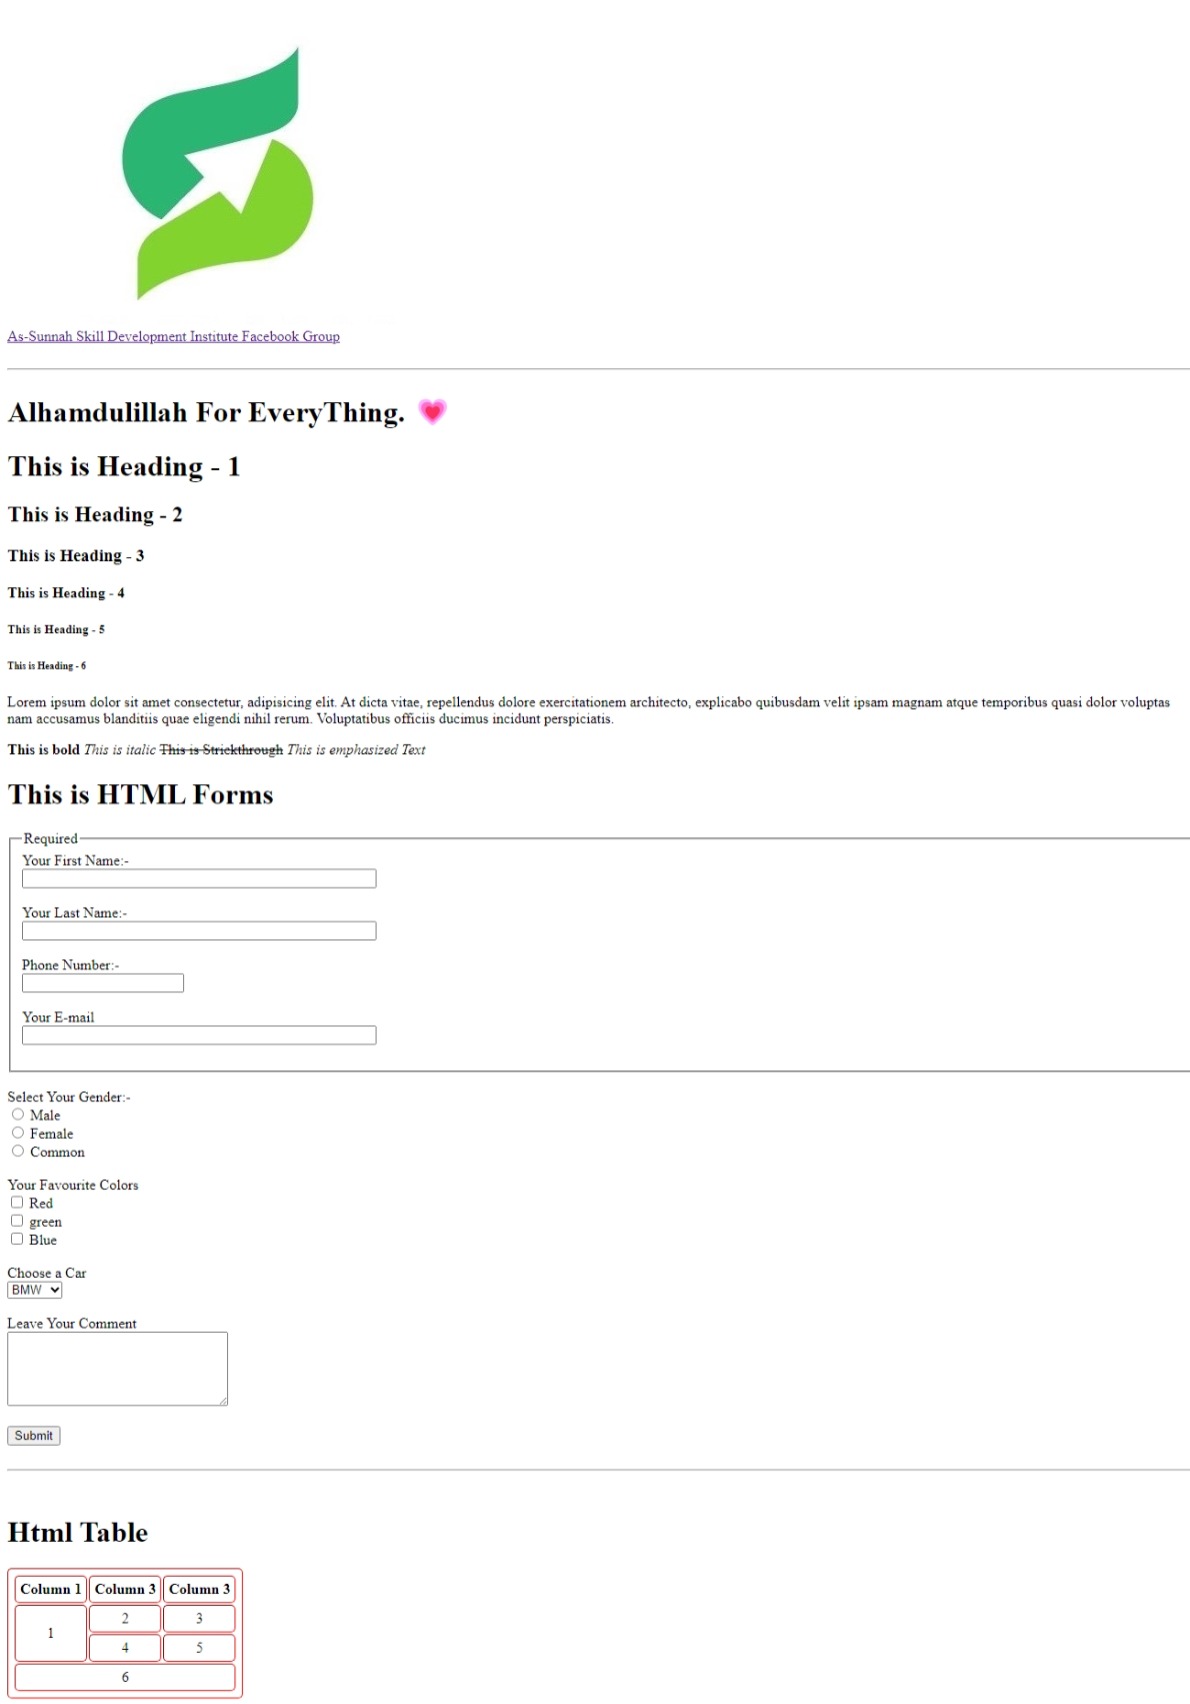 As-Sunnah Skill Development Institute Facebook Group
Alhamdulillah For EveryThing. 💗
This is Heading - 1
This is Heading - 2
This is Heading - 3
This is Heading - 4
This is Heading - 5
This is Heading - 6
Lorem ipsum dolor sit amet consectetur, adipisicing elit. At dicta vitae, repellendus dolore exercitationem architecto, explicabo quibusdam velit ipsam magnam atque temporibus quasi dolor voluptas
nam accusamus blanditiis quae eligendi nihil rerum. Voluptatibus officiis ducimus incidunt perspiciatis.
This is bold This is italic This is Strickthrough This is emphasized Text
This is HTML Forms
Required
Your First Name:-
Your Last Name:-
Phone Number:-
Your E-mail
Select Your Gender:-
Male
Female
Common
Your Favourite Colors
Red
green
Blue
Choose a Car
BMW
Leave Your Comment
Submit
Html Table
Column 1 Column 3 Column 3
1 2 3
4 5
6